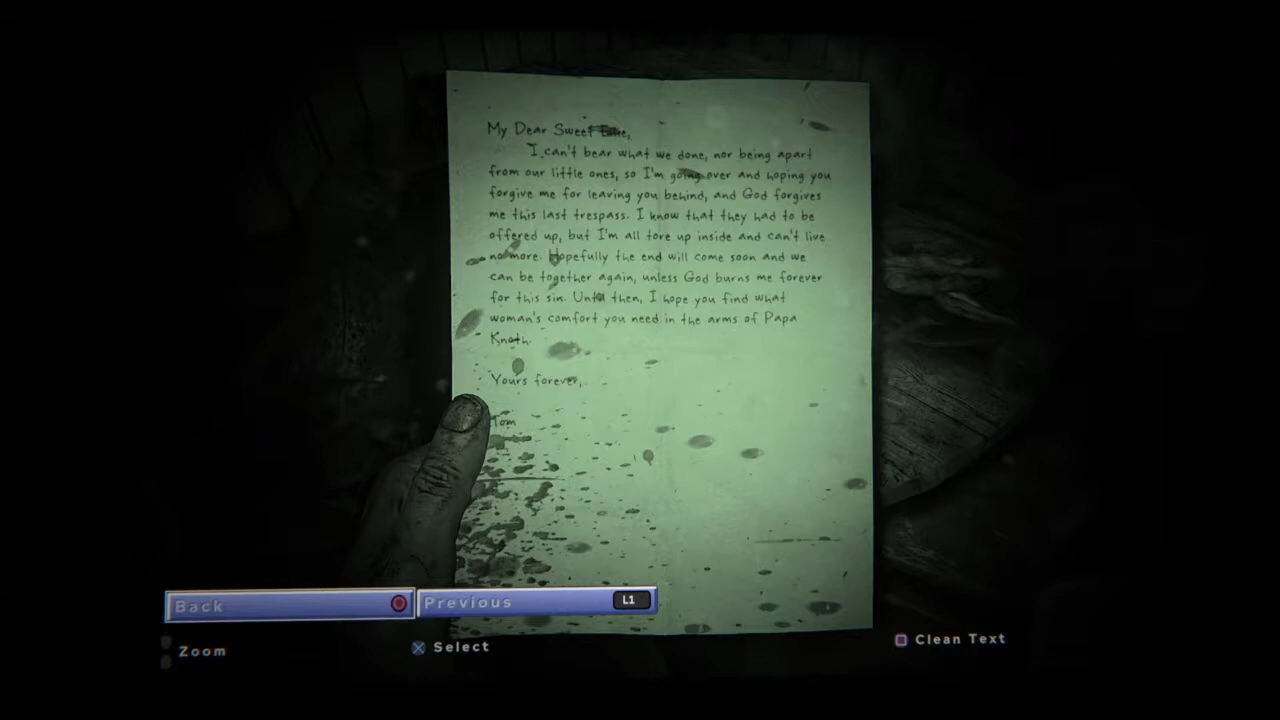 My Dear Sweet
I can't bear what we done, nor being apart
from our little ones, so I'm going over and hoping you
forgive me for leaving you behind, and God forgives
me this last trespass. I know that they had to be
offered up, but I'm all tore up inside and can't live
no more. Hopefully the end will come soon and we
can be together again, unless God burns me forever
for this sin. Until then, I hope you find what
woman's comfort you need in the arms of Papa
Knoth.
Yours forever,
Tom
Back
Previous L1
Zoom
Select
Clean Text